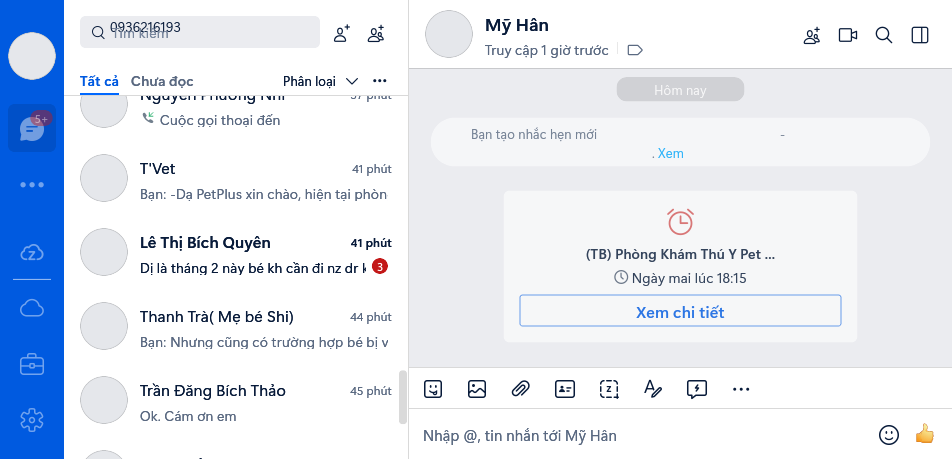 0936216193
Tìm kiếm
5+
Tất cả Chưa đọc Phân loại
Nguyễn Phương Nhi 37 phút
Cuộc gọi thoại đến
T'Vet 41 phút
Bạn: -Dạ PetPlus xin chào, hiện tại phòn
Lê Thị Bích Quyên 41 phút
Dị là tháng 2 này bé kh cần đi nz dr k 3
Thanh Trà( Mẹ bé Shi) 44 phút
Bạn: Nhưng cũng có trường hợp bé bị v
Trần Đăng Bích Thảo 45 phút
Ok. Cám ơn em
Mỹ Hân
Truy cập 1 giờ trước
Hôm nay
Bạn tạo nhắc hẹn mới -
. Xem
(TB) Phòng Khám Thú Y Pet ...
Ngày mai lúc 18:15
Xem chi tiết
Nhập @, tin nhắn tới Mỹ Hân